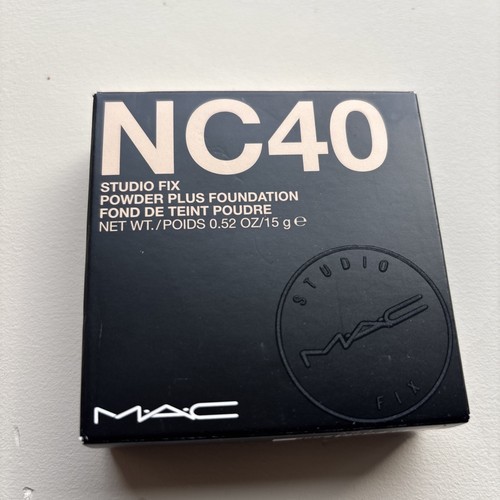 NC40
STUDIO FIX
POWDER PLUS FOUNDATION
FOND DE TEINT POUDRE
NET WT./POIDS 0.52 OZ/15 g ℮
STUDIO
M·A·C
FIX
M·A·C